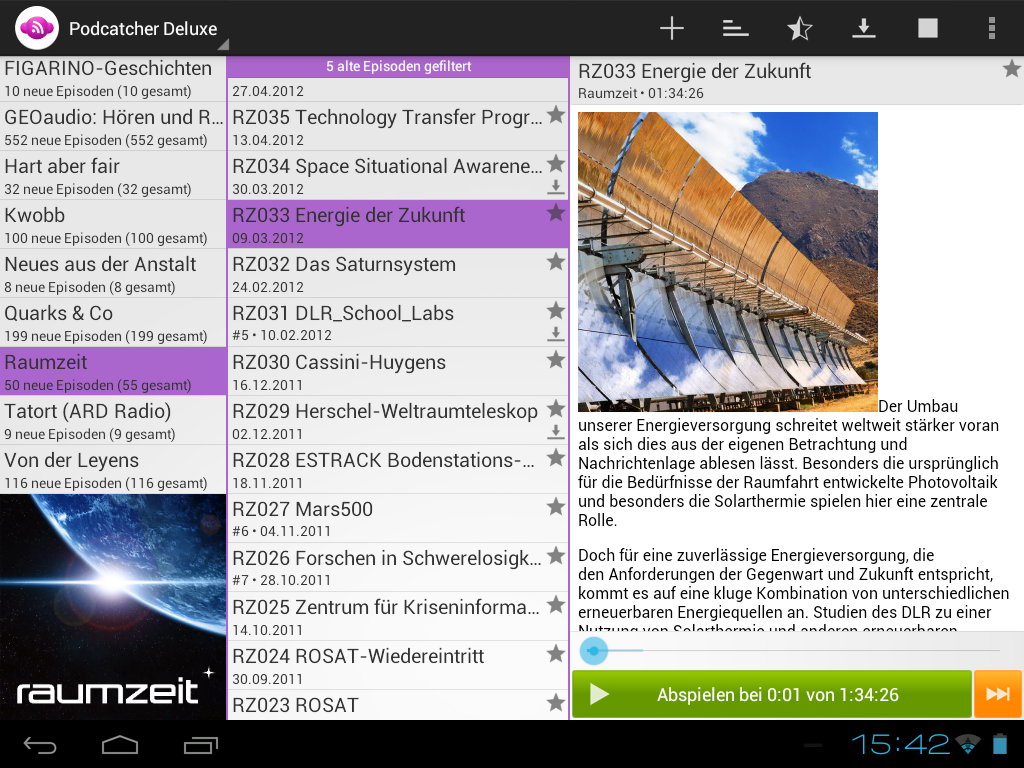 Podcatcher Deluxe
FIGARINO-Geschichten
10 neue Episoden (10 gesamt)
GEOaudio: Hören und R...
552 neue Episoden (552 gesamt)
Hart aber fair
32 neue Episoden (32 gesamt)
Kwobb
100 neue Episoden (100 gesamt)
Neues aus der Anstalt
8 neue Episoden (8 gesamt)
Quarks & Co
199 neue Episoden (199 gesamt)
Raumzeit
50 neue Episoden (55 gesamt)
Tatort (ARD Radio)
9 neue Episoden (9 gesamt)
Von der Leyens
116 neue Episoden (116 gesamt)
raumzeit
5 alte Episoden gefiltert
27.04.2012
RZ035 Technology Transfer Progr...
13.04.2012
RZ034 Space Situational Awarene...
30.03.2012
RZ033 Energie der Zukunft
09.03.2012
RZ032 Das Saturnsystem
24.02.2012
RZ031 DLR_School_Labs
#5 • 10.02.2012
RZ030 Cassini-Huygens
16.12.2011
RZ029 Herschel-Weltraumteleskop
02.12.2011
RZ028 ESTRACK Bodenstations-...
18.11.2011
RZ027 Mars500
#6 • 04.11.2011
RZ026 Forschen in Schwerelosigk...
#7 • 28.10.2011
RZ025 Zentrum für Kriseninforma...
14.10.2011
RZ024 ROSAT-Wiedereintritt
30.09.2011
RZ023 ROSAT
RZ033 Energie der Zukunft
Raumzeit • 01:34:26
Der Umbau
unserer Energieversorgung schreitet weltweit stärker voran
als sich dies aus der eigenen Betrachtung und
Nachrichtenlage ablesen lässt. Besonders die ursprünglich
für die Bedürfnisse der Raumfahrt entwickelte Photovoltaik
und besonders die Solarthermie spielen hier eine zentrale
Rolle.
Doch für eine zuverlässige Energieversorgung, die
den Anforderungen der Gegenwart und Zukunft entspricht,
kommt es auf eine kluge Kombination von unterschiedlichen
erneuerbaren Energiequellen an. Studien des DLR zu einer
Nutzung von Solarthermie und anderen erneuerbaren
Abspielen bei 0:01 von 1:34:26
15:42